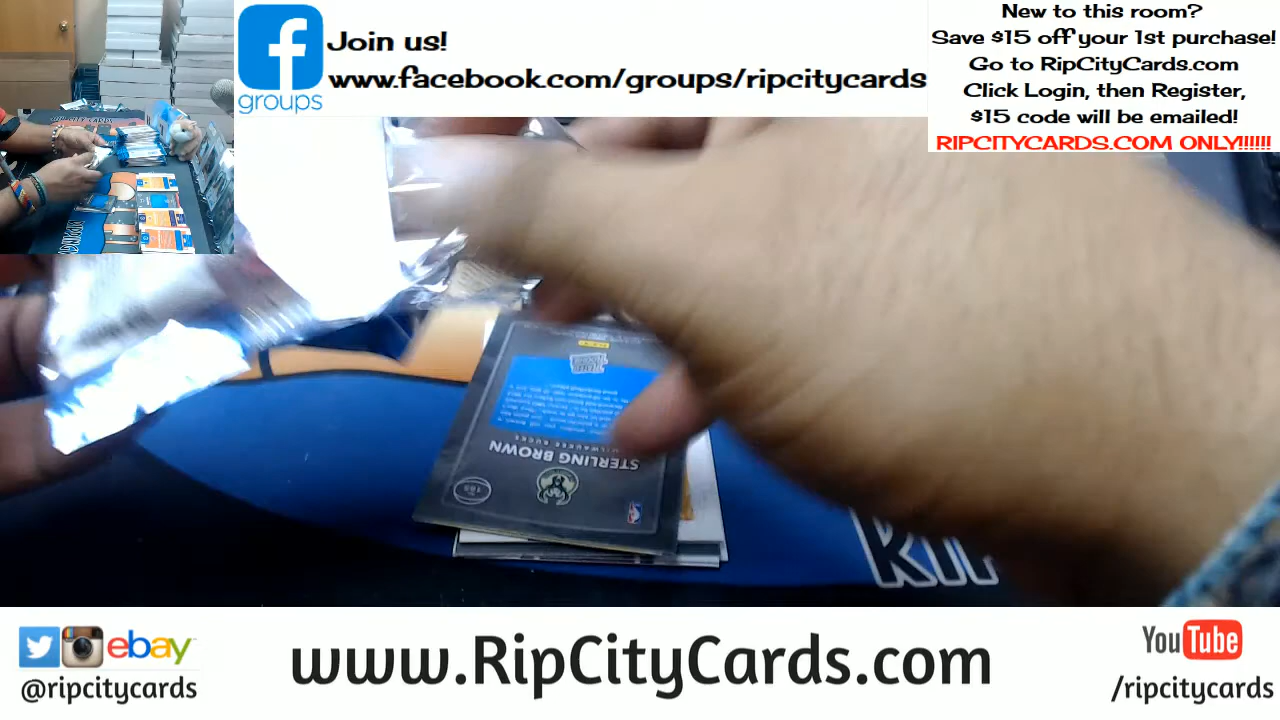 groups
Join us!
www.facebook.com/groups/ripcitycards
New to this room?
Save $15 off your 1st purchase!
Go to RipCityCards.com
Click Login, then Register,
$15 code will be emailed!
RIPCITYCARDS.COM ONLY!!!!!!
MILWAUKEE BUCKS
STERLING BROWN
185
RIP
ebay
@ripcitycards
www.RipCityCards.com
YouTube
/ripcitycards